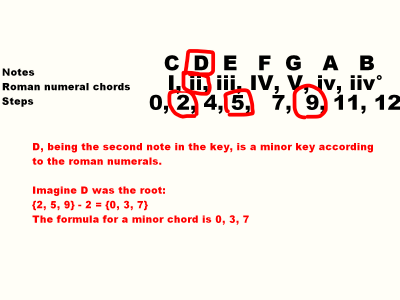 Notes C D E F G A B
Roman numeral chords I, ii, iii, IV, V, iv, iiv°
Steps 0, 2, 4, 5, 7, 9, 11, 12
D, being the second note in the key, is a minor key according
to the roman numerals.
Imagine D was the root:
{2, 5, 9} - 2 = {0, 3, 7}
The formula for a minor chord is 0, 3, 7